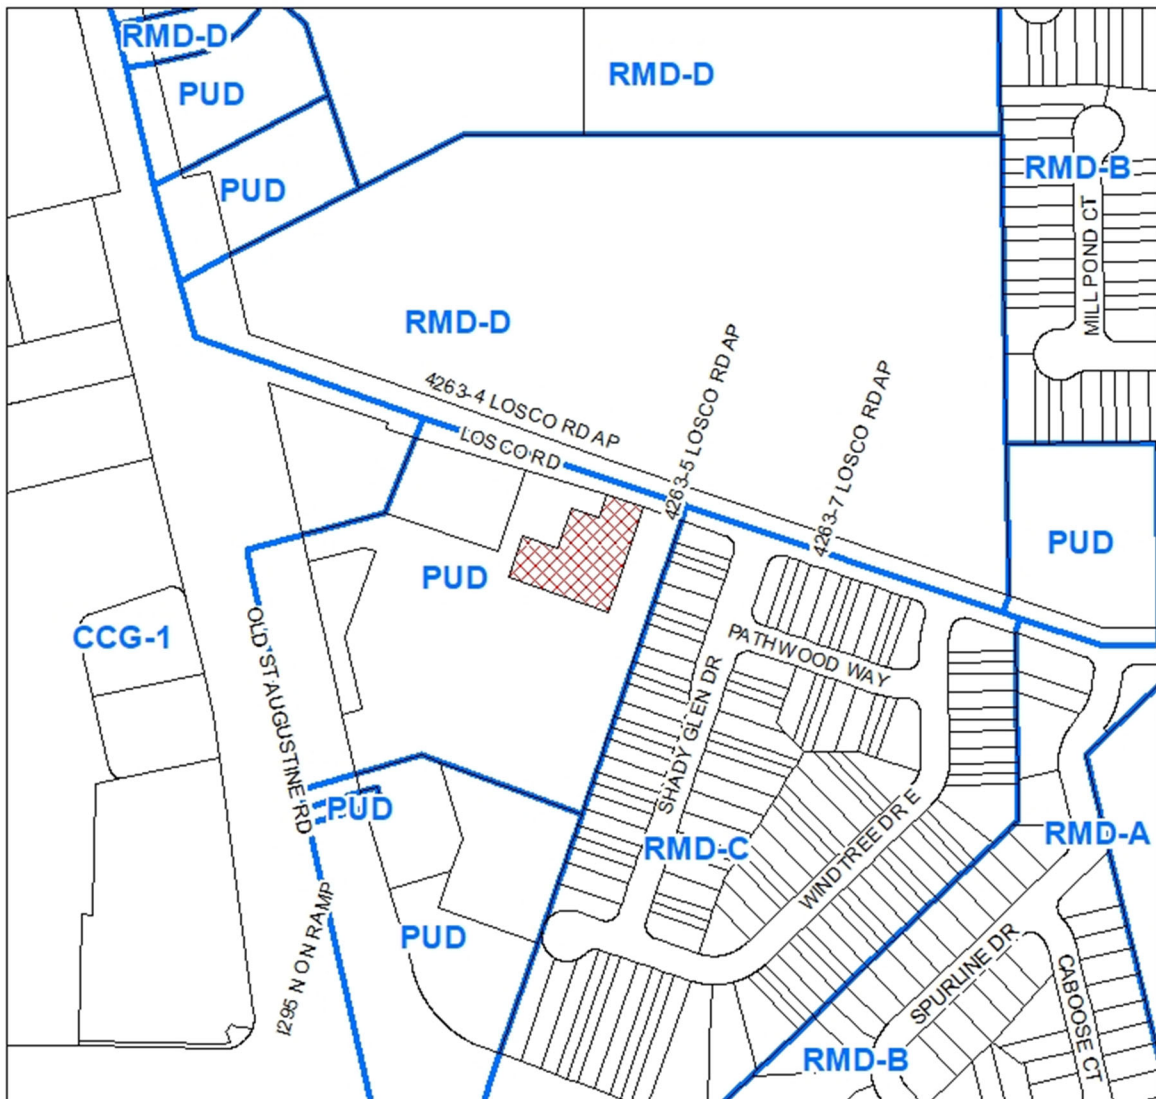 RMD-D
PUD
RMD-D
RMD-B
PUD
MILL POND CT
RMD-D
4263-4 LOSCO RD AP
LOSCO RD
4263-5 LOSCO RD AP
4263-7 LOSCO RD AP
PUD
PUD
CCG-1
OLD ST AUGUSTINE RD
PATHWOOD WAY
SHADY GLEN DR
PUD
RMD-C
WINDTREE DR E
RMD-A
I295 N ON RAMP
PUD
SPURLINE DR
CABOOSE CT
RMD-B